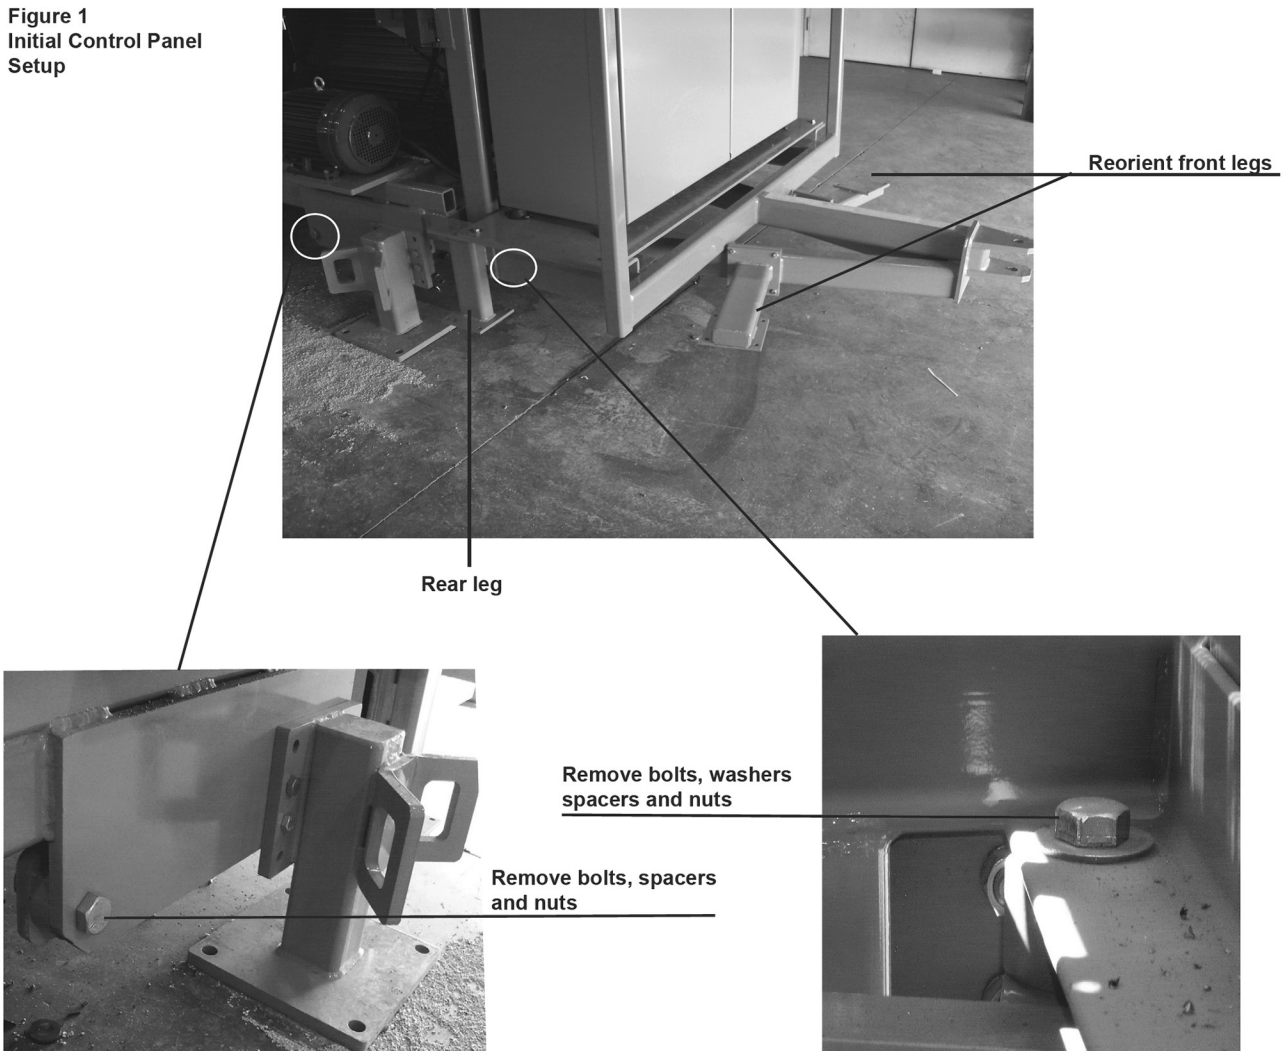 Figure 1
Initial Control Panel
Setup
Reorient front legs
Rear leg
Remove bolts, washers
spacers and nuts
Remove bolts, spacers
and nuts